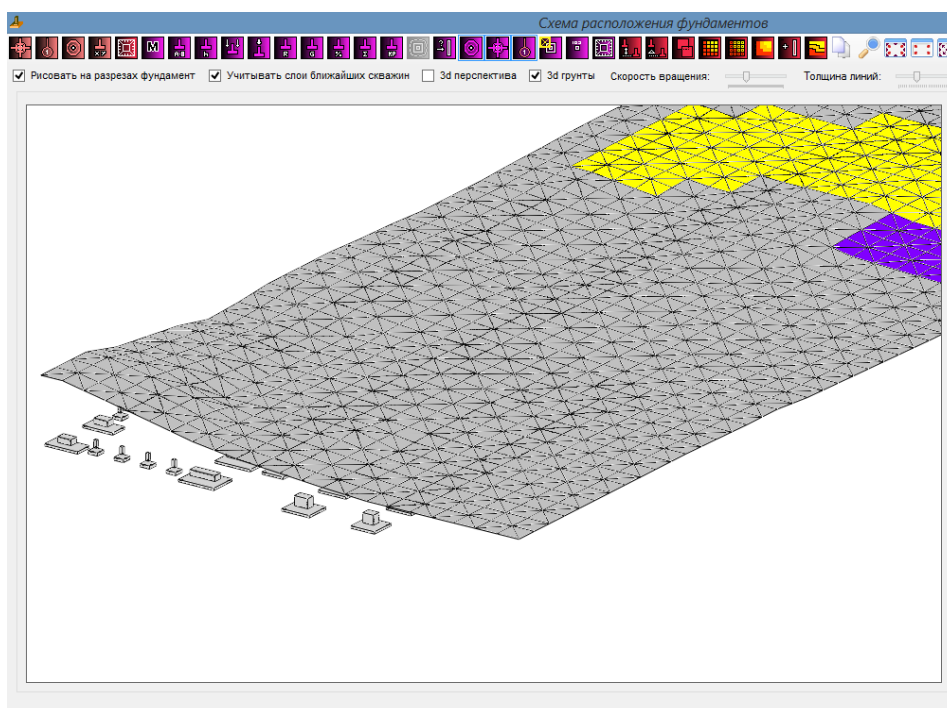 Схема расположения фундаментов
Рисовать на разрезах фундамент Учитывать слои ближайших скважин 3d перспектива 3d грунты Скорость вращения: Толщина линий: